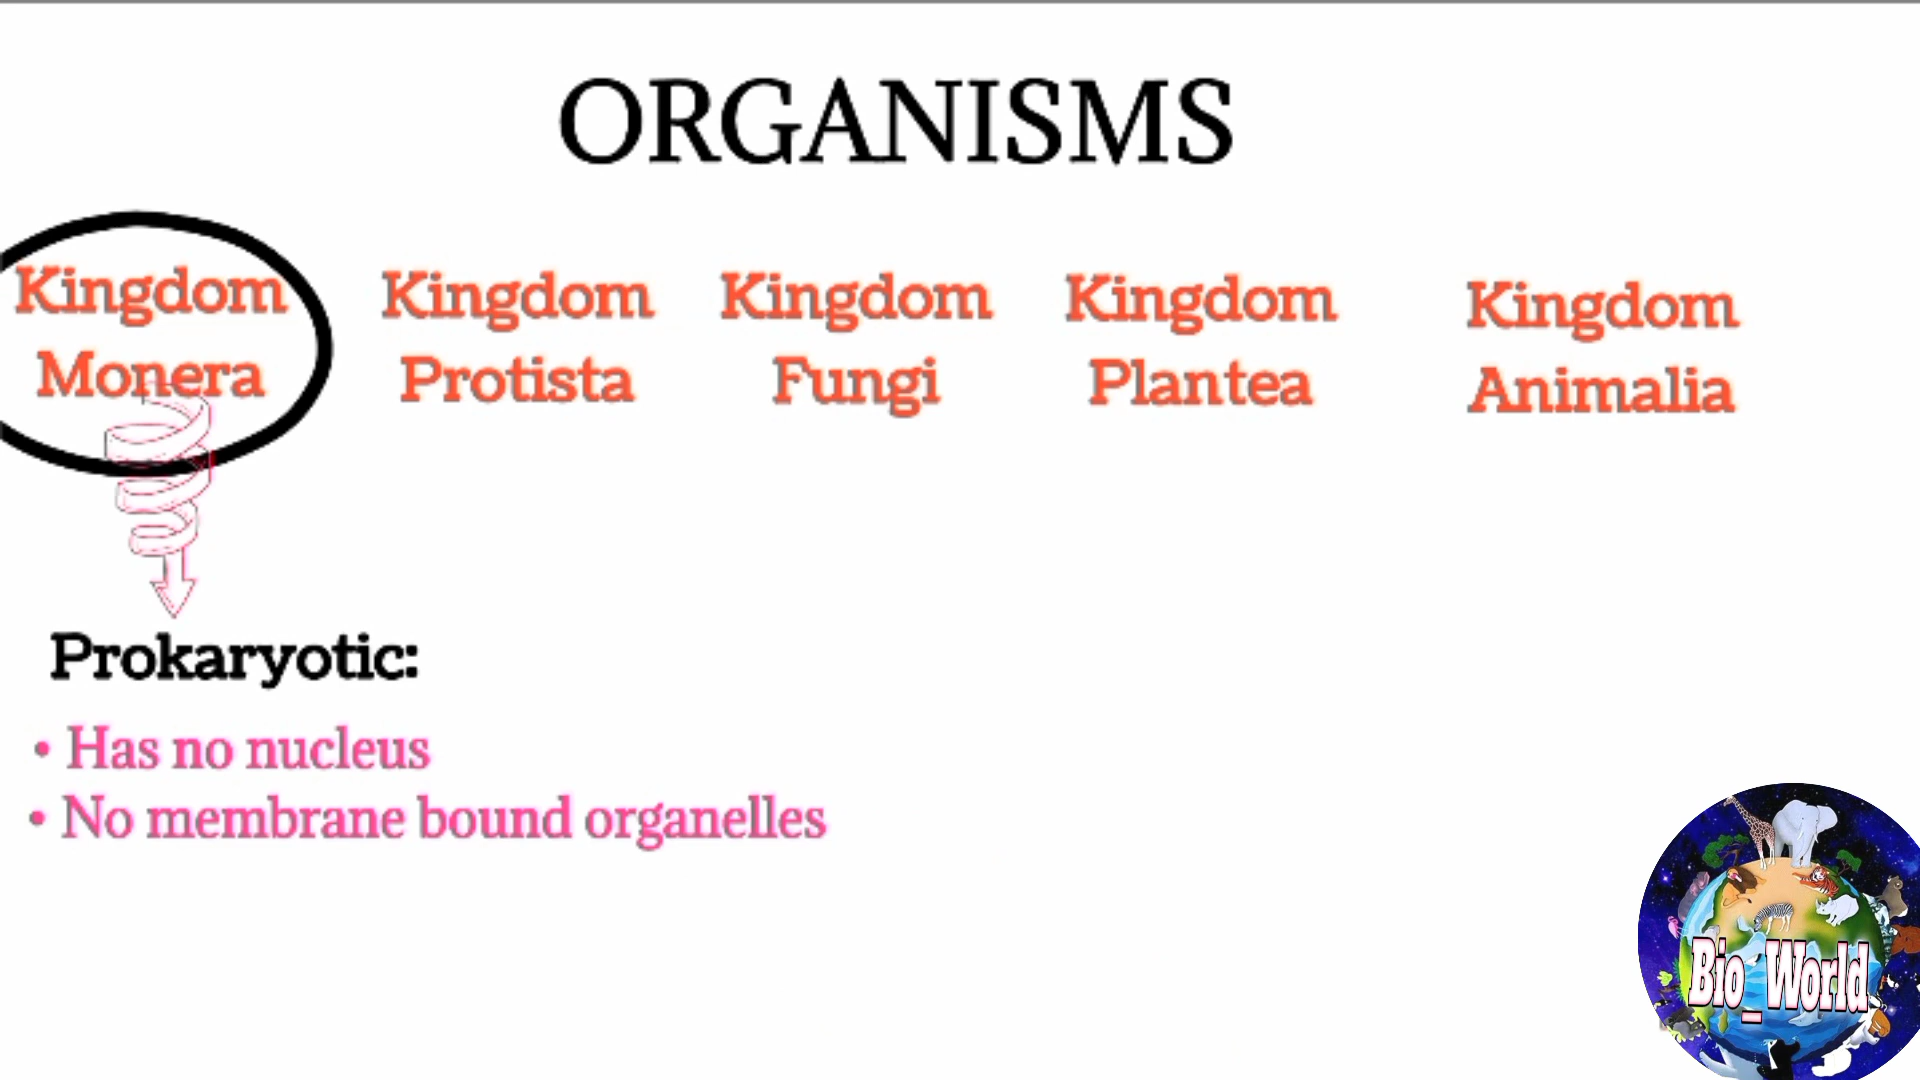 ORGANISMS
Kingdom
Monera
Kingdom
Protista
Kingdom
Fungi
Kingdom
Plantea
Kingdom
Animalia
Prokaryotic:
• Has no nucleus
• No membrane bound organelles
Bio_World